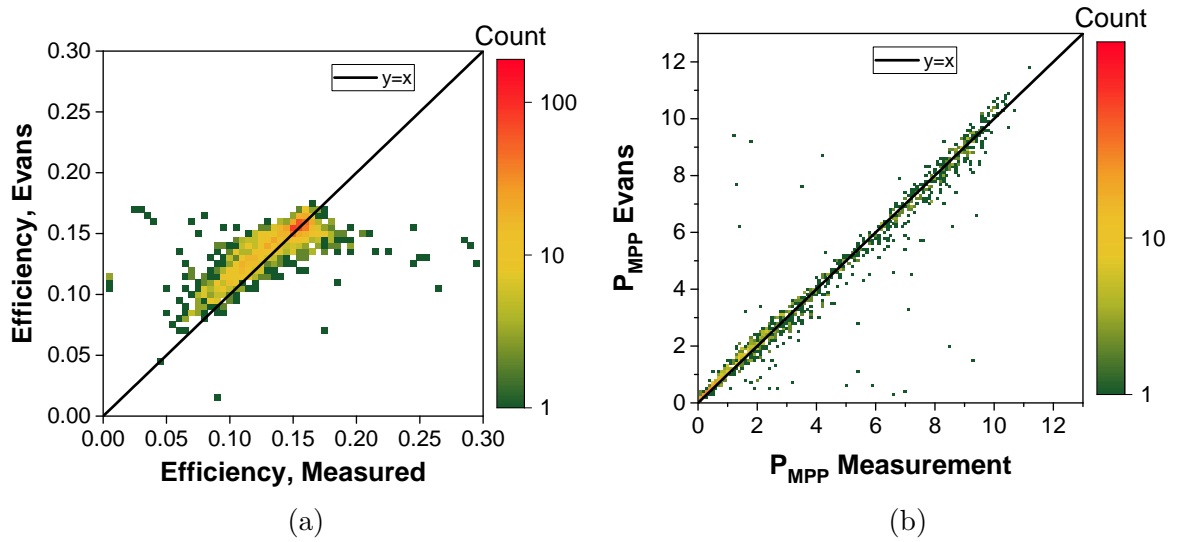 Count
0.30
0.25
0.20
0.15
0.10
0.05
0.00
Efficiency, Evans
y=x
100
10
1
0.00 0.05 0.10 0.15 0.20 0.25 0.30
Efficiency, Measured
(a)
Count
12
10
8
6
4
2
0
P_MPP Evans
y=x
10
1
0 2 4 6 8 10 12
P_MPP Measurement
(b)